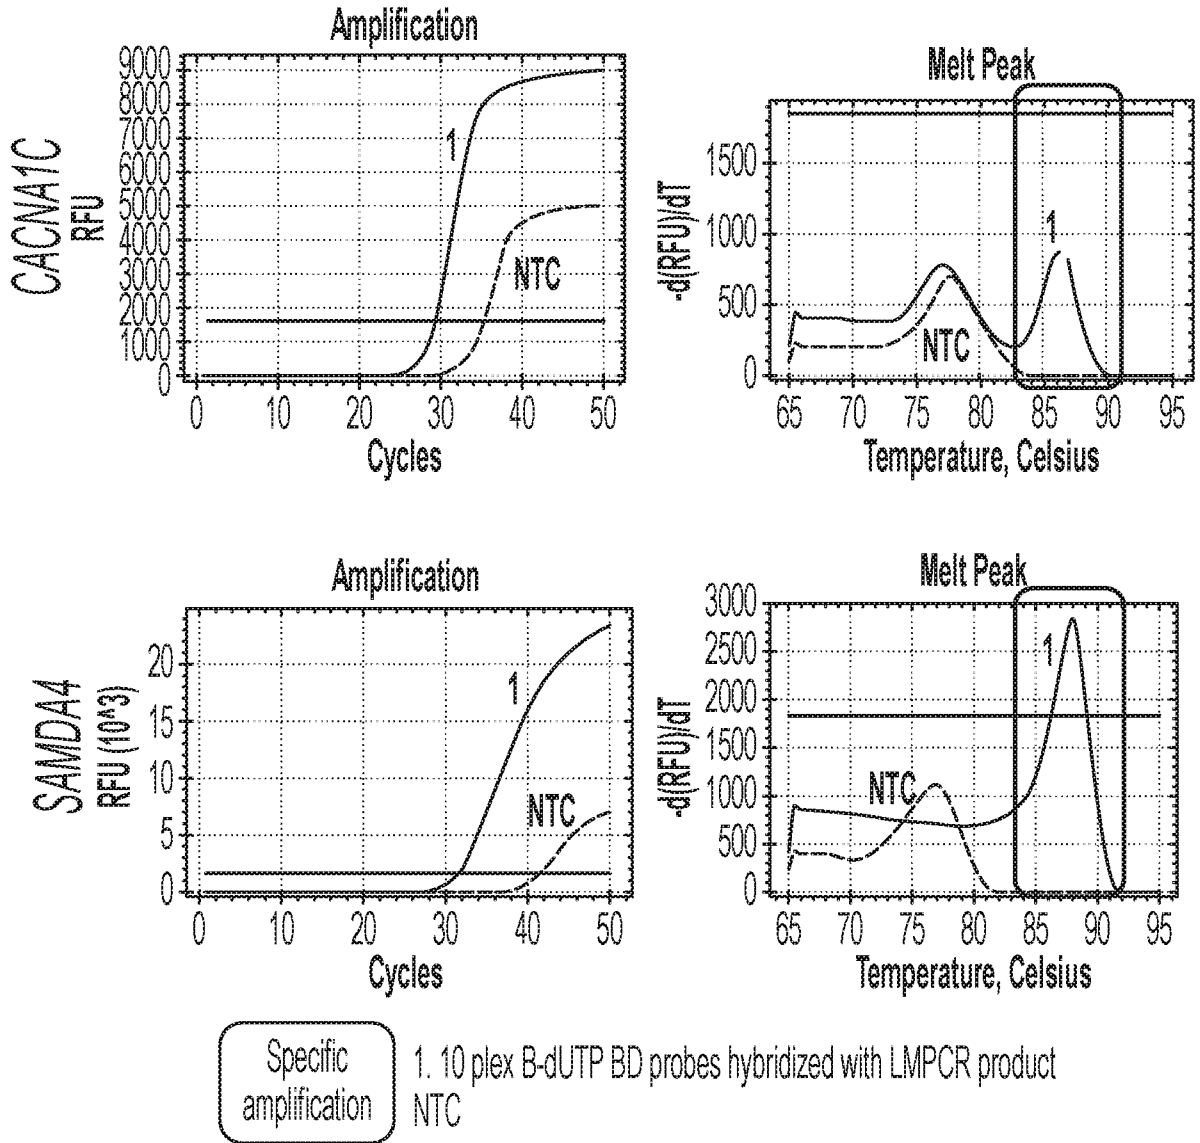 Amplification
CACNA1C
RFU
9000
8000
7000
6000
5000
4000
3000
2000
1000
0
1
NTC
0 10 20 30 40 50
Cycles
Melt Peak
-d(RFU)/dT
1500
1000
500
0
1
NTC
65 70 75 80 85 90 95
Temperature, Celsius
Amplification
SAMDA4
RFU (10^3)
20
15
10
5
0
1
NTC
0 10 20 30 40 50
Cycles
Melt Peak
-d(RFU)/dT
3000
2500
2000
1500
1000
500
0
1
NTC
65 70 75 80 85 90 95
Temperature, Celsius
Specific
amplification
1. 10 plex B-dUTP BD probes hybridized with LMPCR product
NTC